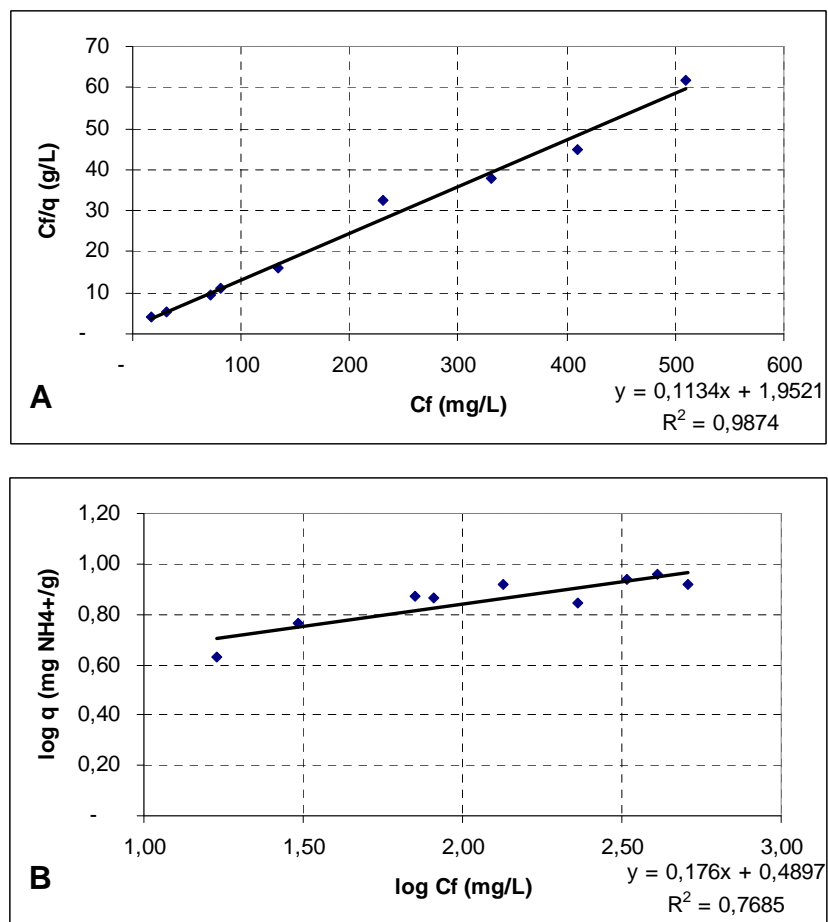 70
60
50
40
30
20
10
-
Cf/q (g/L)
- 100 200 300 400 500 600
Cf (mg/L)
y = 0,1134x + 1,9521
R² = 0,9874
A
1,20
1,00
0,80
0,60
0,40
0,20
-
log q (mg NH4+/g)
1,00 1,50 2,00 2,50 3,00
log Cf (mg/L)
y = 0,176x + 0,4897
R² = 0,7685
B